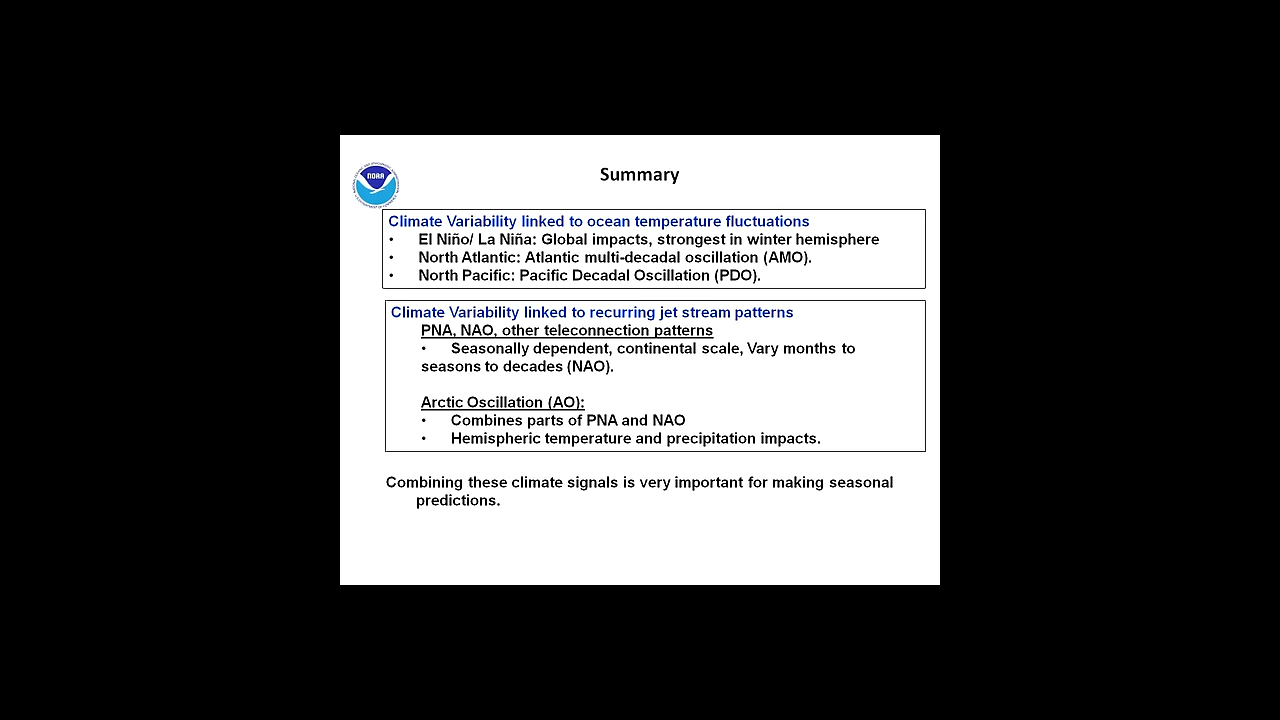 NOAA
Summary
Climate Variability linked to ocean temperature fluctuations
• El Niño/ La Niña: Global impacts, strongest in winter hemisphere
• North Atlantic: Atlantic multi-decadal oscillation (AMO).
• North Pacific: Pacific Decadal Oscillation (PDO).
Climate Variability linked to recurring jet stream patterns
PNA, NAO, other teleconnection patterns
• Seasonally dependent, continental scale, Vary months to
seasons to decades (NAO).
Arctic Oscillation (AO):
• Combines parts of PNA and NAO
• Hemispheric temperature and precipitation impacts.
Combining these climate signals is very important for making seasonal
predictions.